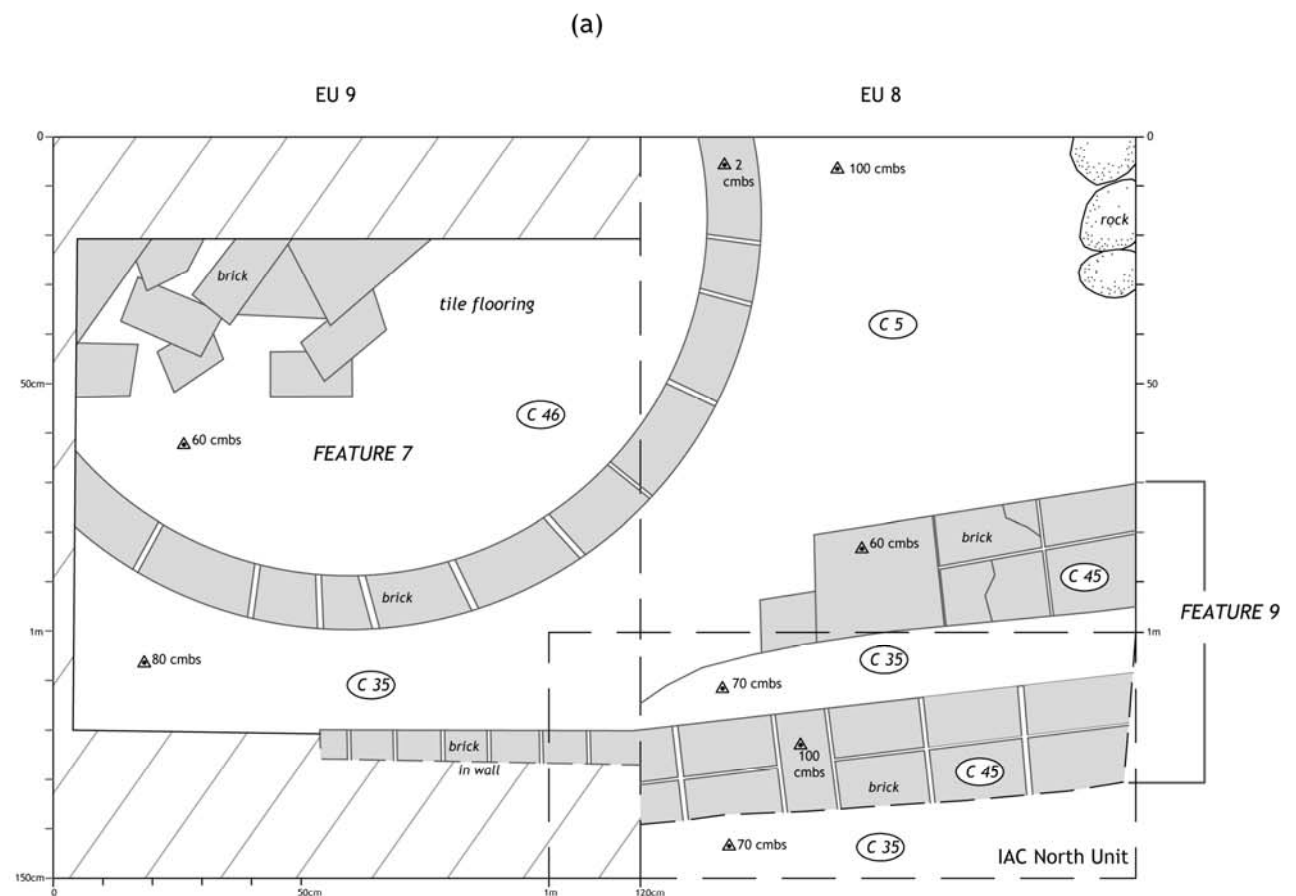 (a)
EU 9
EU 8
0
0
2
cmbs
100 cmbs
rock
brick
tile flooring
C 5
50cm
50
C 46
60 cmbs
FEATURE 7
60 cmbs
brick
C 45
brick
FEATURE 9
1m
1m
80 cmbs
C 35
C 35
70 cmbs
brick
in wall
100
cmbs
brick
C 45
70 cmbs
C 35
IAC North Unit
150cm
0
50cm
1m
120cm